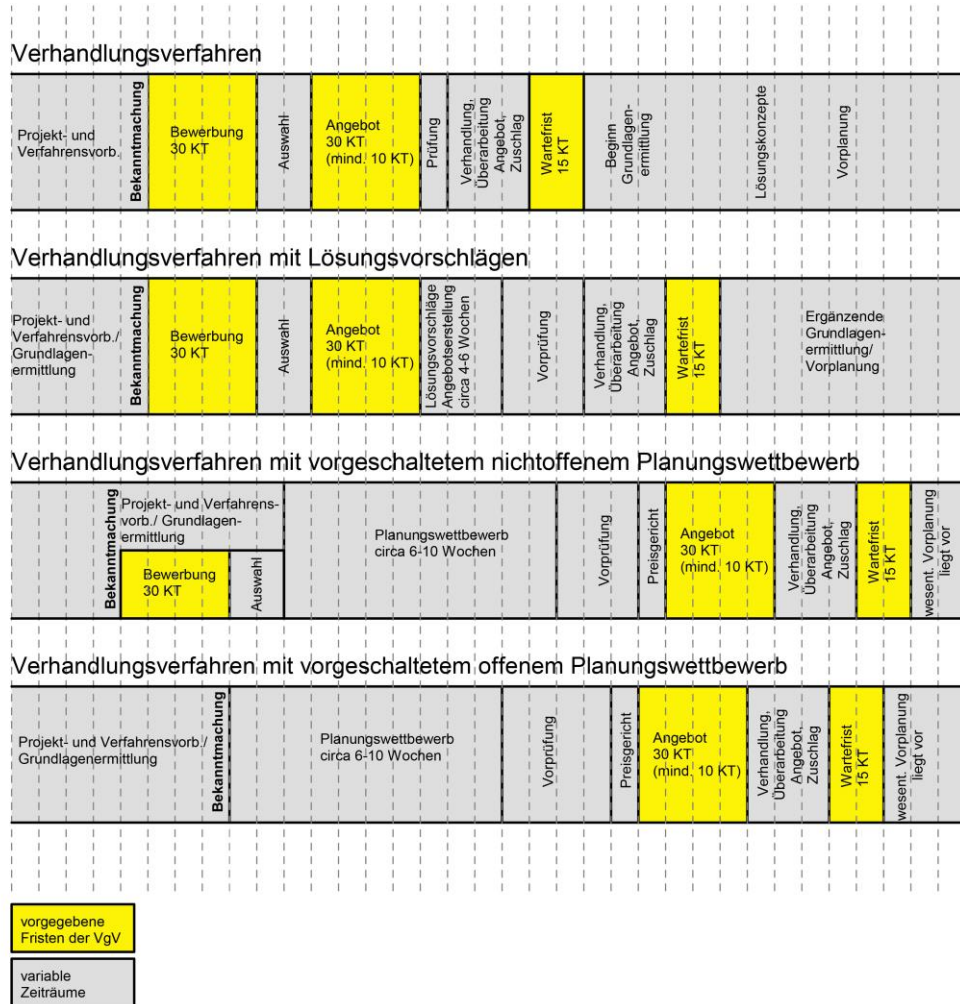 Verhandlungsverfahren
Projekt- und
Verfahrensvorb.
Bekanntmachung
Bewerbung
30 KT
Auswahl
Angebot
30 KT
(mind. 10 KT)
Prüfung
Verhandlung,
Überarbeitung
Angebot,
Zuschlag
Wartefrist
15 KT
Beginn
Grundlagen-
ermittlung
Lösungskonzepte
Vorplanung
Verhandlungsverfahren mit Lösungsvorschlägen
Projekt- und
Verfahrensvorb./
Grundlagen-
ermittlung
Bekanntmachung
Bewerbung
30 KT
Auswahl
Angebot
30 KT
(mind. 10 KT)
Lösungsvorschläge
Angebotserstellung
circa 4-6 Wochen
Vorprüfung
Verhandlung,
Überarbeitung
Angebot,
Zuschlag
Wartefrist
15 KT
Ergänzende
Grundlagen-
ermittlung/
Vorplanung
Verhandlungsverfahren mit vorgeschaltetem nichtoffenem Planungswettbewerb
Bekanntmachung
Projekt- und Verfahrens-
vorb./ Grundlagen-
ermittlung
Bewerbung
30 KT
Auswahl
Planungswettbewerb
circa 6-10 Wochen
Vorprüfung
Preisgericht
Angebot
30 KT
(mind. 10 KT)
Verhandlung,
Überarbeitung
Angebot,
Zuschlag
Wartefrist
15 KT
wesent. Vorplanung
liegt vor
Verhandlungsverfahren mit vorgeschaltetem offenem Planungswettbewerb
Projekt- und Verfahrensvorb./
Grundlagenermittlung
Bekanntmachung
Planungswettbewerb
circa 6-10 Wochen
Vorprüfung
Preisgericht
Angebot
30 KT
(mind. 10 KT)
Verhandlung,
Überarbeitung
Angebot,
Zuschlag
Wartefrist
15 KT
wesent. Vorplanung
liegt vor
vorgegebene
Fristen der VgV
variable
Zeiträume